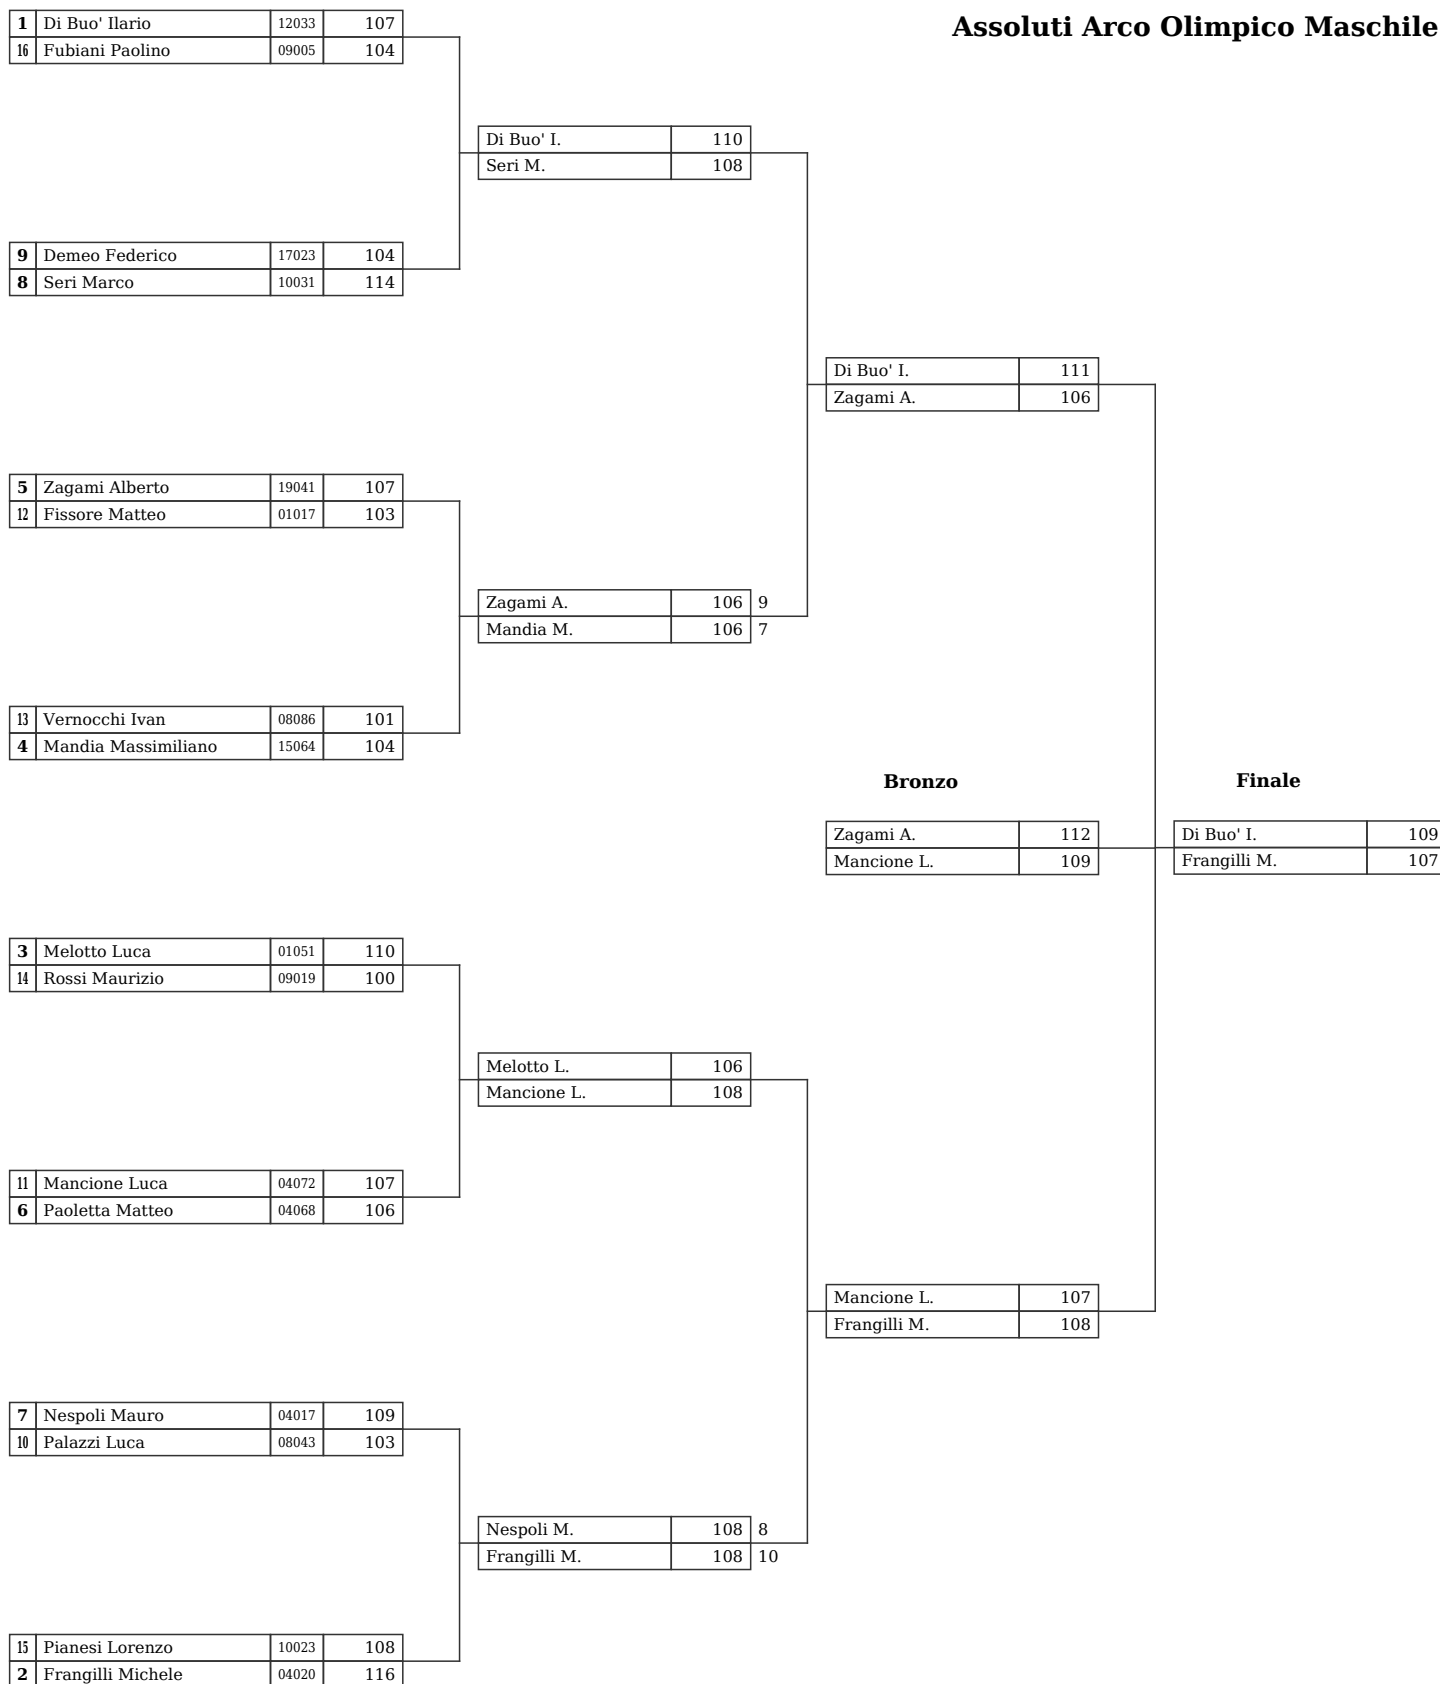 Assoluti Arco Olimpico Maschile
1 Di Buo' Ilario 12033 107
16 Fubiani Paolino 09005 104
Di Buo' I. 110
Seri M. 108
9 Demeo Federico 17023 104
8 Seri Marco 10031 114
Di Buo' I. 111
Zagami A. 106
5 Zagami Alberto 19041 107
12 Fissore Matteo 01017 103
Zagami A. 106 9
Mandia M. 106 7
13 Vernocchi Ivan 08086 101
4 Mandia Massimiliano 15064 104
Bronzo
Finale
Zagami A. 112
Mancione L. 109
Di Buo' I. 109
Frangilli M. 107
3 Melotto Luca 01051 110
14 Rossi Maurizio 09019 100
Melotto L. 106
Mancione L. 108
11 Mancione Luca 04072 107
6 Paoletta Matteo 04068 106
Mancione L. 107
Frangilli M. 108
7 Nespoli Mauro 04017 109
10 Palazzi Luca 08043 103
Nespoli M. 108 8
Frangilli M. 108 10
15 Pianesi Lorenzo 10023 108
2 Frangilli Michele 04020 116